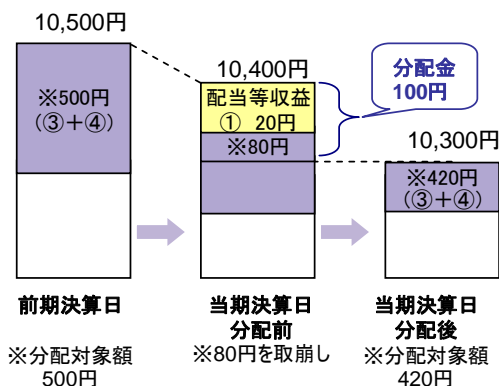 10,500円
10,400円
分配金
100円
※500円
(③+④)
配当等収益
① 20円
※80円
10,300円
※420円
(③+④)
前期決算日
当期決算日
分配前
当期決算日
分配後
※分配対象額
500円
※80円を取崩し
※分配対象額
420円